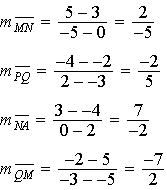 m MN = (5 − 3)/(−5 − 0) = 2/−5
m PQ = (−4 − −2)/(2 − −3) = −2/5
m NA = (3 − −4)/(0 − 2) = 7/−2
m QM = (−2 − 5)/(−3 − −5) = −7/2